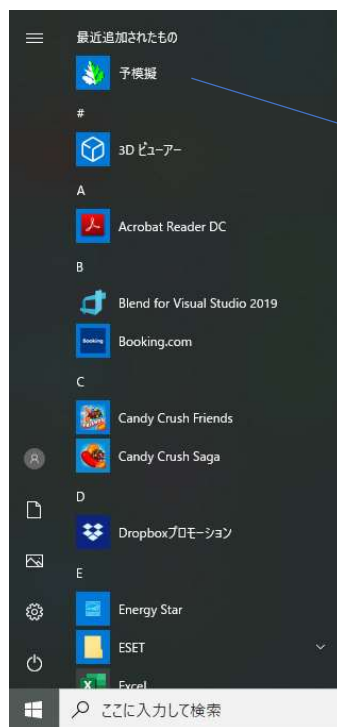 最近追加されたもの
予模擬
#
3D ビューアー
A
Acrobat Reader DC
B
Blend for Visual Studio 2019
Booking
Booking.com
C
Candy Crush Friends
Candy Crush Saga
D
Dropboxプロモーション
E
Energy Star
ESET
Excel
ここに入力して検索